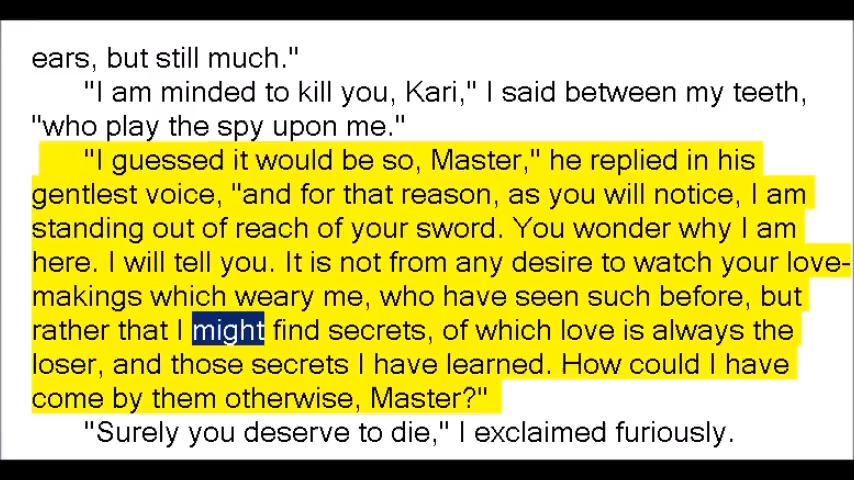 ears, but still much."
"I am minded to kill you, Kari," I said between my teeth,
"who play the spy upon me."
"I guessed it would be so, Master," he replied in his
gentlest voice, "and for that reason, as you will notice, I am
standing out of reach of your sword. You wonder why I am
here. I will tell you. It is not from any desire to watch your love-
makings which weary me, who have seen such before, but
rather that I might find secrets, of which love is always the
loser, and those secrets I have learned. How could I have
come by them otherwise, Master?"
"Surely you deserve to die," I exclaimed furiously.